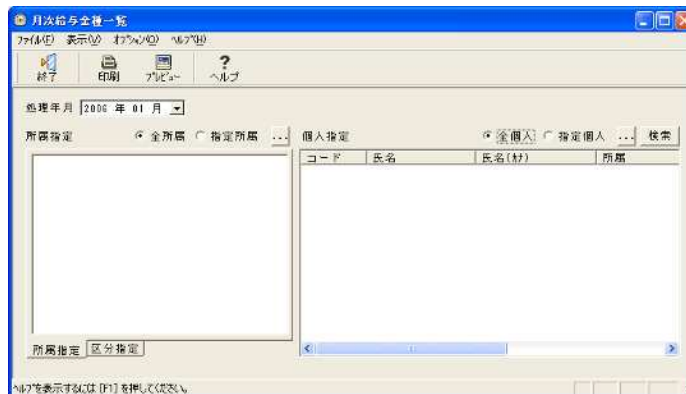 月次給与金種一覧
ファイル(F) 表示(V) オプション(O) ヘルプ(H)
終了 印刷 プレビュー ヘルプ
処理年月 2006 年 01 月
所属指定 全所属 指定所属 ... 個人指定 全個人 指定個人 ... 検索
コード 氏名 氏名(カナ) 所属
所属指定 区分指定
ヘルプを表示するには [F1] を押してください。